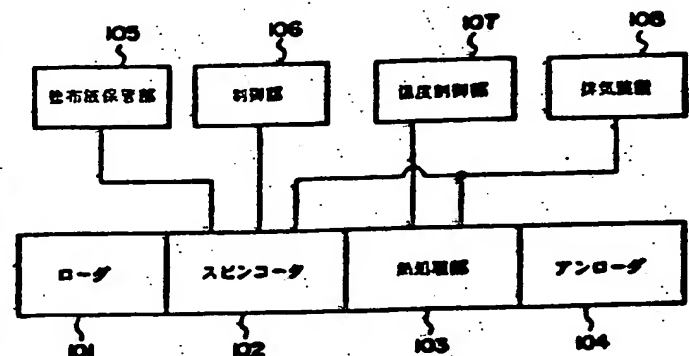 105
106
107
108
塗布液保管部
制御部
温度制御部
排気装置
ローダ
スピンコータ
熱処理部
アンローダ
101
102
103
104